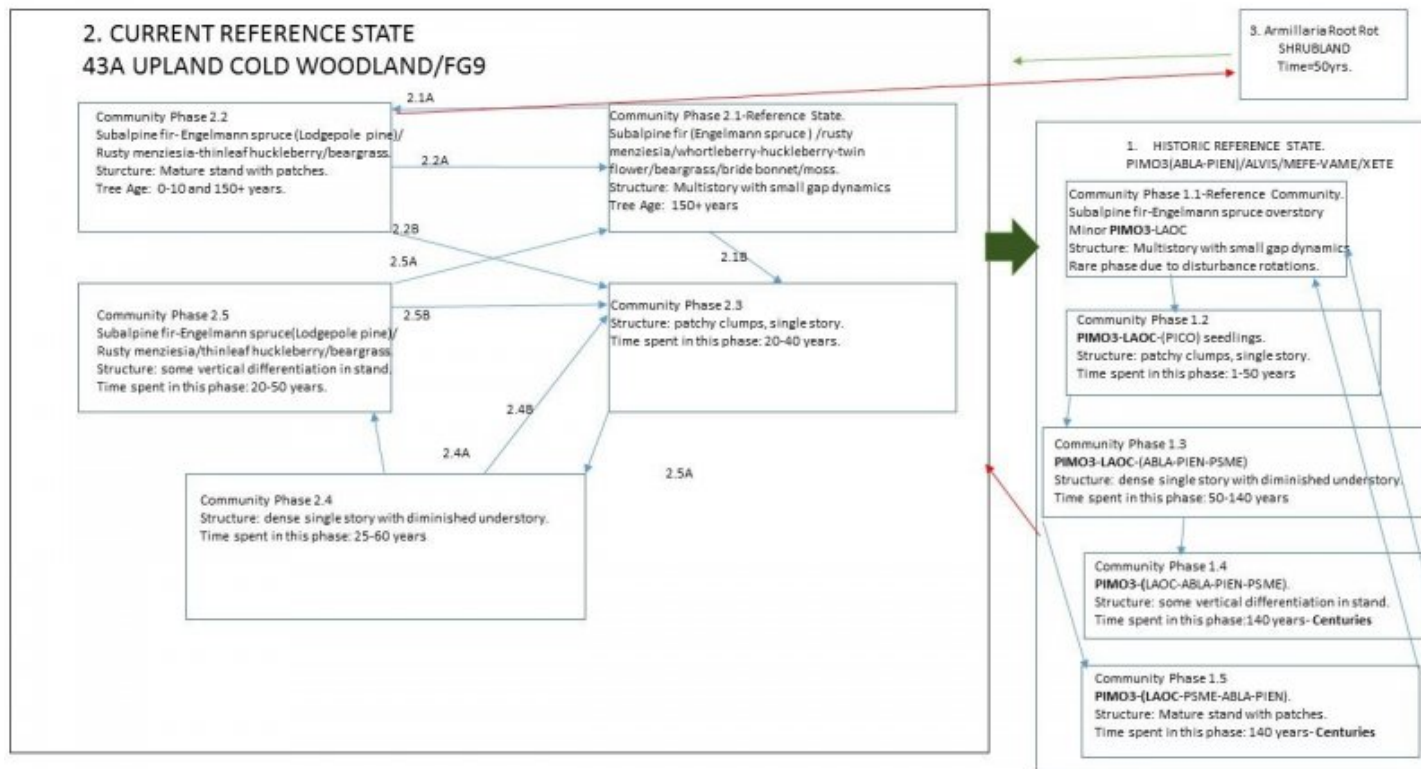 2. CURRENT REFERENCE STATE
43A UPLAND COLD WOODLAND/FG9
2.1A
Community Phase 2.2
Subalpine fir- Engelmann spruce (Lodgepole pine)/
Rusty menziesia-thinleaf huckleberry/beargrass.
Sturcture: Mature stand with patches.
Tree Age: 0-10 and 150+ years.
2.2A
Community Phase 2.1-Reference State.
Subalpine fir (Engelmann spruce ) /rusty
menziesia/whortleberry-huckleberry-twin
flower/beargrass/bride bonnet/moss.
Structure: Multistory with small gap dynamics
Tree Age: 150+ years
2.2B
2.5A
2.1B
Community Phase 2.5
Subalpine fir-Engelmann spruce(Lodgepole pine)/
Rusty menziesia/thinleaf huckleberry/beargrass.
Structure: some vertical differentiation in stand.
Time spent in this phase: 20-50 years.
2.5B
Community Phase 2.3
Structure: patchy clumps, single story.
Time spent in this phase: 20-40 years.
2.4B
2.4A
2.5A
Community Phase 2.4
Structure: dense single story with diminished understory.
Time spent in this phase: 25-60 years
3. Armillaria Root Rot
SHRUBLAND
Time=50yrs.
1. HISTORIC REFERENCE STATE.
PIMO3(ABLA-PIEN)/ALVIS/MEFE-VAME/XETE
Community Phase 1.1-Reference Community.
Subalpine fir-Engelmann spruce overstory
Minor PIMO3-LAOC
Structure: Multistory with small gap dynamics
Rare phase due to disturbance rotations.
Community Phase 1.2
PIMO3-LAOC-(PICO) seedlings.
Structure: patchy clumps, single story.
Time spent in this phase: 1-50 years
Community Phase 1.3
PIMO3-LAOC-(ABLA-PIEN-PSME)
Structure: dense single story with diminished understory.
Time spent in this phase: 50-140 years
Community Phase 1.4
PIMO3-(LAOC-ABLA-PIEN-PSME).
Structure: some vertical differentiation in stand.
Time spent in this phase:140 years- Centuries
Community Phase 1.5
PIMO3-(LAOC-PSME-ABLA-PIEN).
Structure: Mature stand with patches.
Time spent in this phase: 140 years- Centuries